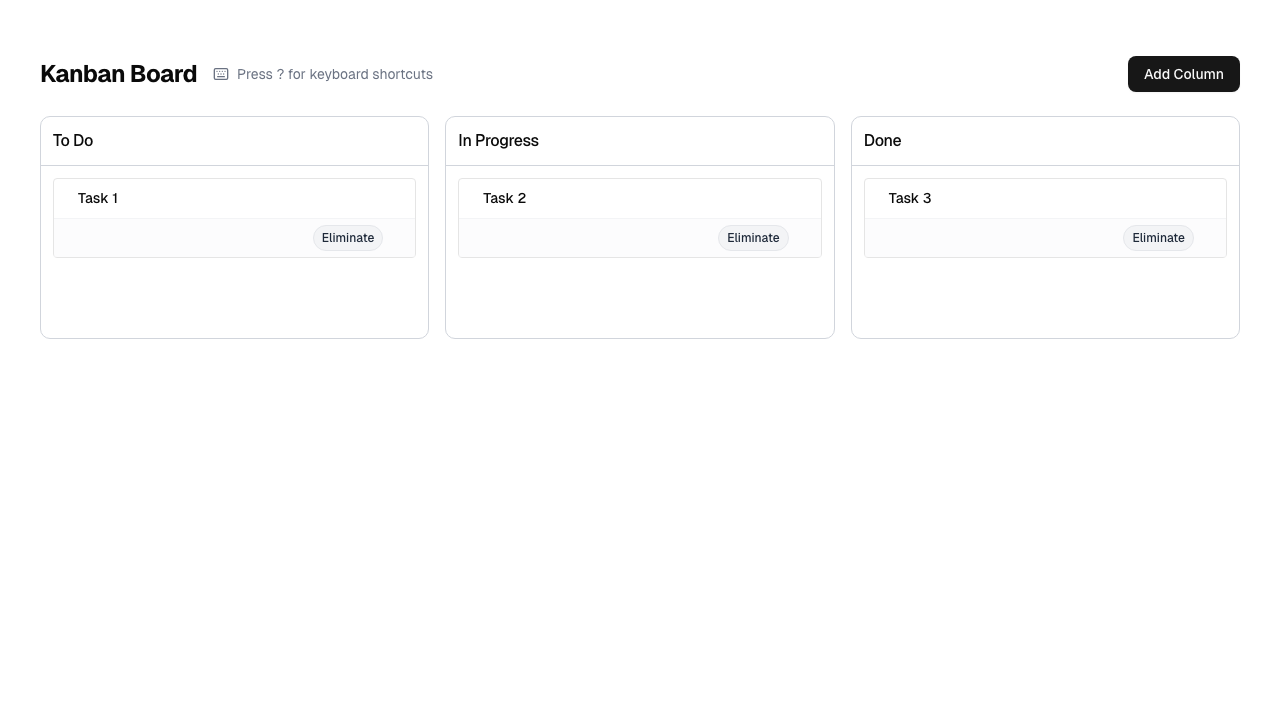 Kanban Board
Press ? for keyboard shortcuts
Add Column
To Do
Task 1
Eliminate
In Progress
Task 2
Eliminate
Done
Task 3
Eliminate